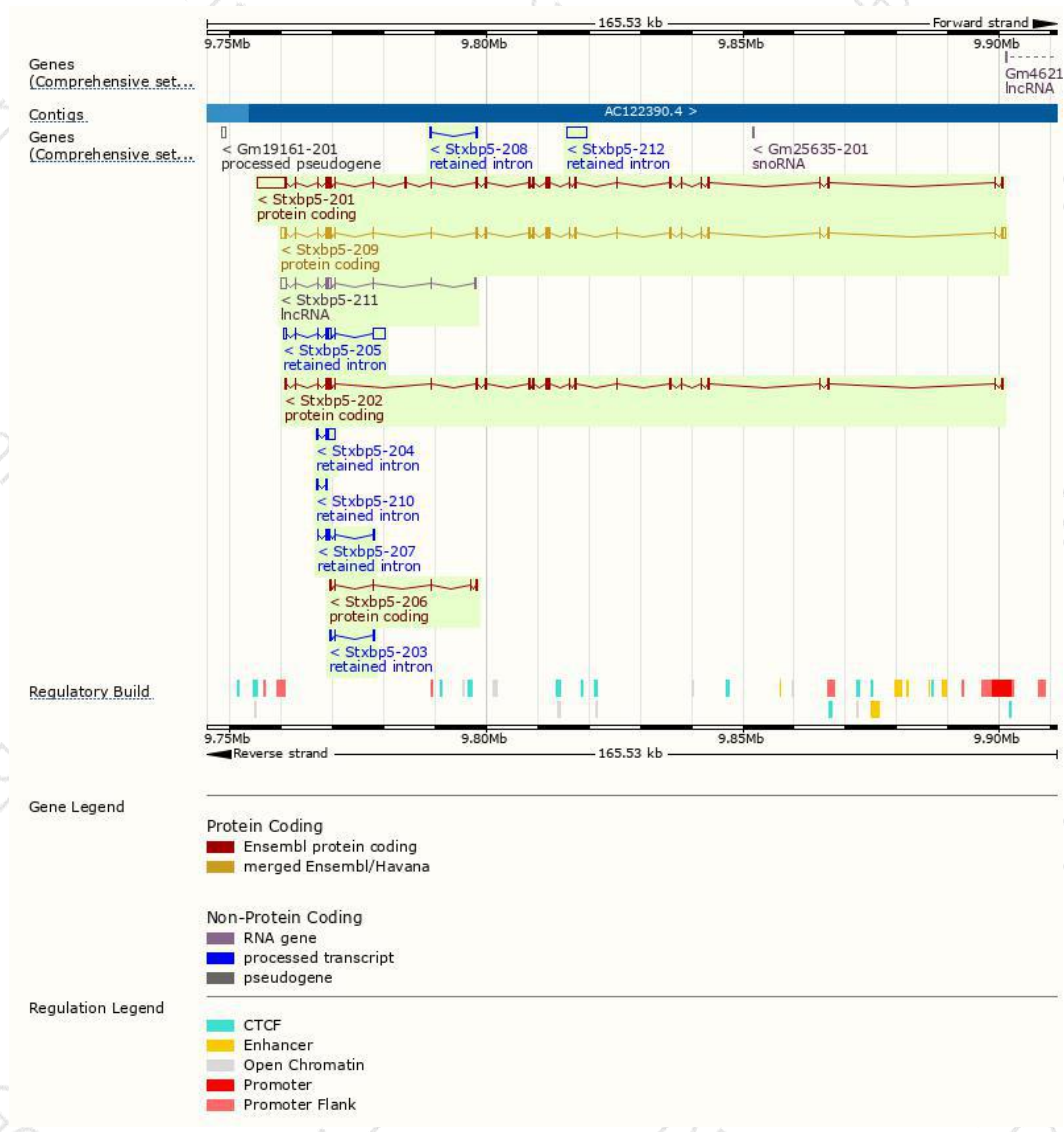 165.53 kb Forward strand
9.75Mb 9.80Mb 9.85Mb 9.90Mb
Genes
(Comprehensive set...
Gm4621
lncRNA
Contigs
AC122390.4 >
Genes
(Comprehensive set...
< Gm19161-201
processed pseudogene
< Stxbp5-208
retained intron
< Stxbp5-212
retained intron
< Gm25635-201
snoRNA
< Stxbp5-201
protein coding
< Stxbp5-209
protein coding
< Stxbp5-211
lncRNA
< Stxbp5-205
retained intron
< Stxbp5-202
protein coding
< Stxbp5-204
retained intron
< Stxbp5-210
retained intron
< Stxbp5-207
retained intron
< Stxbp5-206
protein coding
< Stxbp5-203
retained intron
Regulatory Build
9.75Mb 9.80Mb 9.85Mb 9.90Mb
Reverse strand 165.53 kb
Gene Legend
Protein Coding
Ensembl protein coding
merged Ensembl/Havana
Non-Protein Coding
RNA gene
processed transcript
pseudogene
Regulation Legend
CTCF
Enhancer
Open Chromatin
Promoter
Promoter Flank